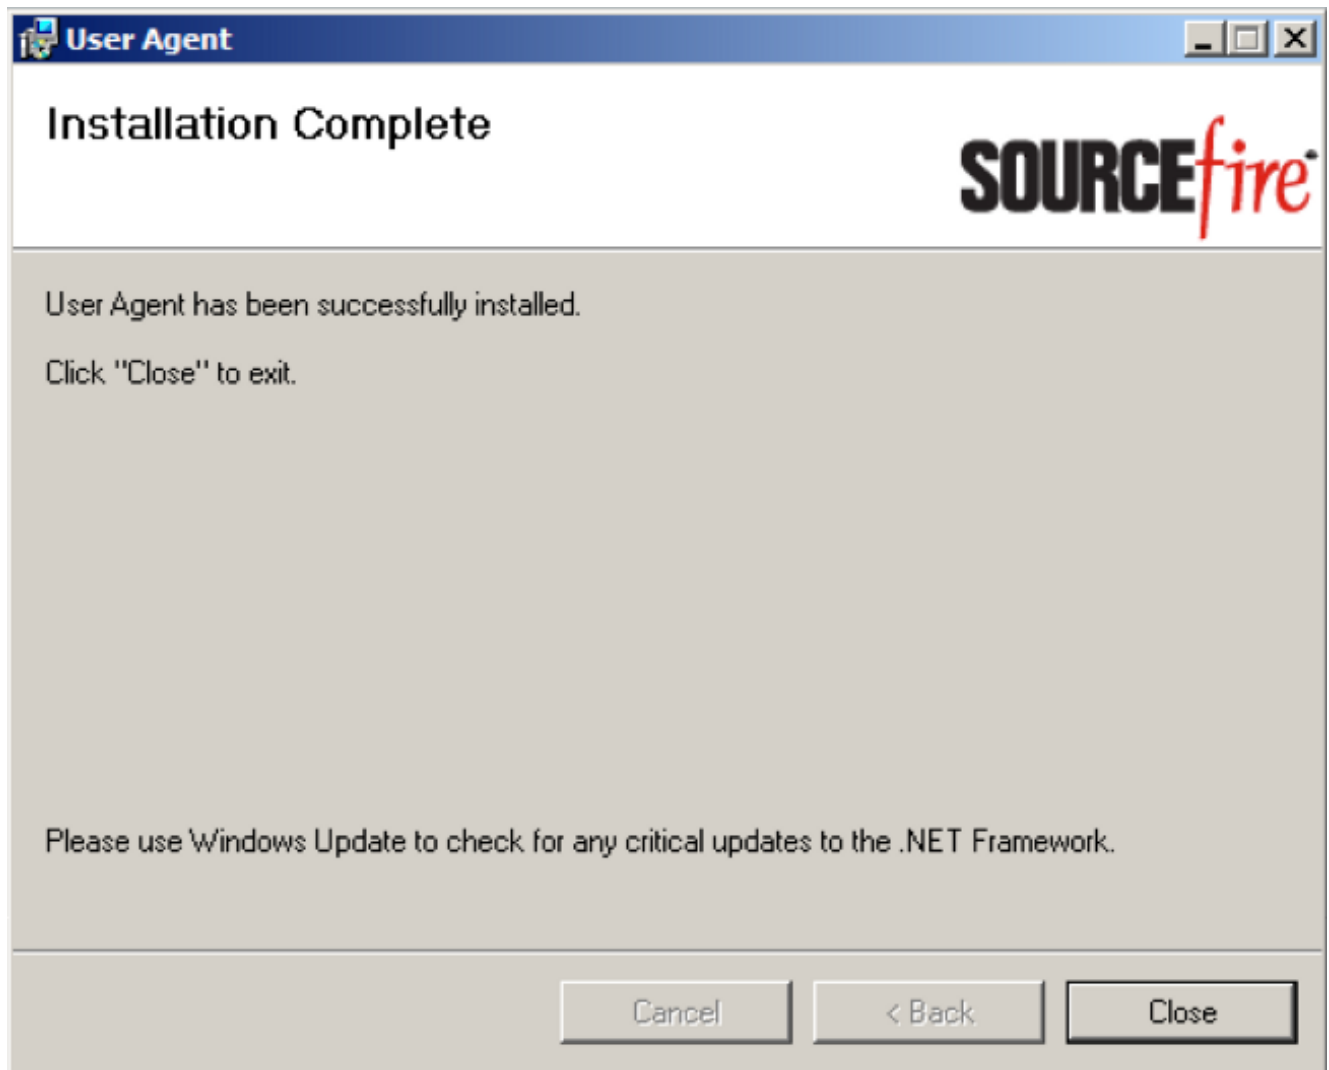 User Agent
Installation Complete
SOURCEfire
User Agent has been successfully installed.
Click "Close" to exit.
Please use Windows Update to check for any critical updates to the .NET Framework.
Cancel
< Back
Close